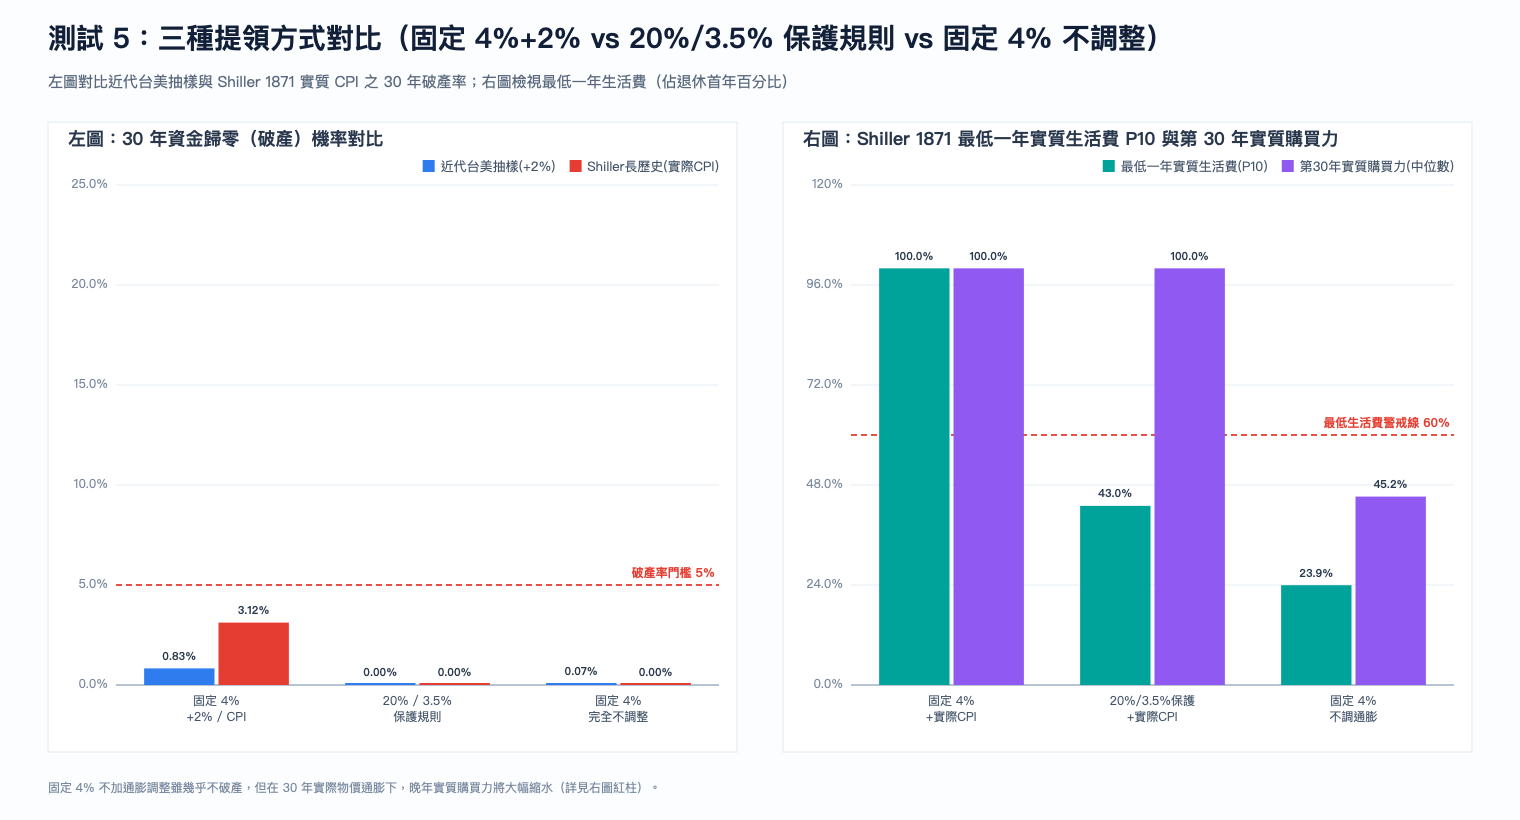 測試 5：三種提領方式對比（固定 4%+2% vs 20%/3.5% 保護規則 vs 固定 4% 不調整）
左圖對比近代台美抽樣與 Shiller 1871 實質 CPI 之 30 年破產率；右圖檢視最低一年生活費（佔退休首年百分比）
左圖：30 年資金歸零（破產）機率對比
近代台美抽樣(+2%)
Shiller長歷史(實際CPI)
25.0%
20.0%
15.0%
10.0%
5.0%
0.0%
破產率門檻 5%
0.83%
3.12%
0.00%
0.00%
0.07%
0.00%
固定 4%
+2% / CPI
20% / 3.5%
保護規則
固定 4%
完全不調整
右圖：Shiller 1871 最低一年實質生活費 P10 與第 30 年實質購買力
最低一年實質生活費(P10)
第30年實質購買力(中位數)
120%
96.0%
72.0%
48.0%
24.0%
0.0%
最低生活費警戒線 60%
100.0%
100.0%
43.0%
100.0%
23.9%
45.2%
固定 4%
+實際CPI
20%/3.5%保護
+實際CPI
固定 4%
不調通膨
固定 4% 不加通膨調整雖幾乎不破產，但在 30 年實際物價通膨下，晚年實質購買力將大幅縮水（詳見右圖紅柱）。